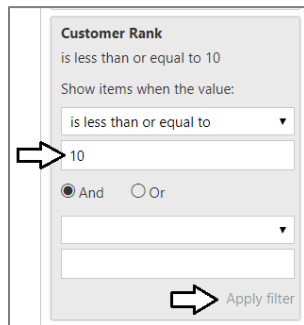 Customer Rank
is less than or equal to 10
Show items when the value:
is less than or equal to
10
And Or
Apply filter